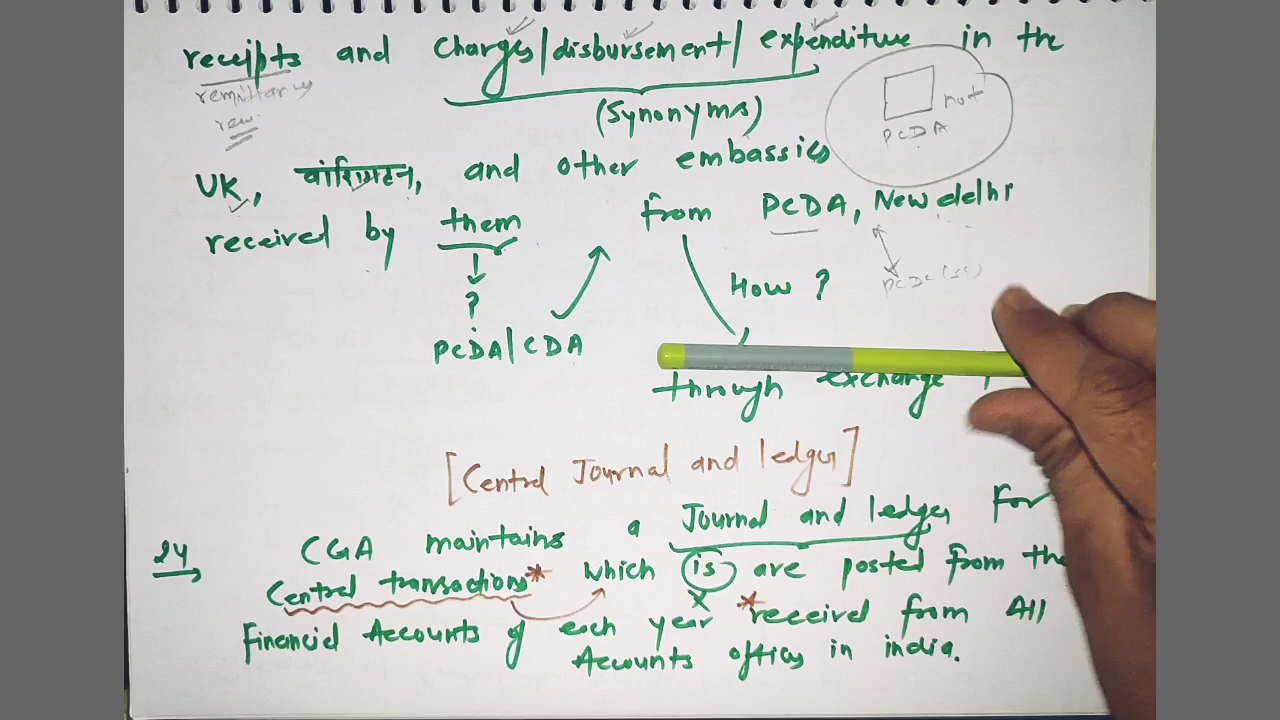 receipts and charges/disbursement/expenditure in the
(Synonyms)
not
PCDA
UK, वाशिंगटन, and other embassies
received by them from PCDA, New delhi
How ?
?
PCDA/CDA
through exchange
[Central Journal and ledger]
24 CGA maintains a Journal and ledger For
Central transactions* which is are posted from the
x
Financial Accounts of each year *received from All
Accounts offices in india.